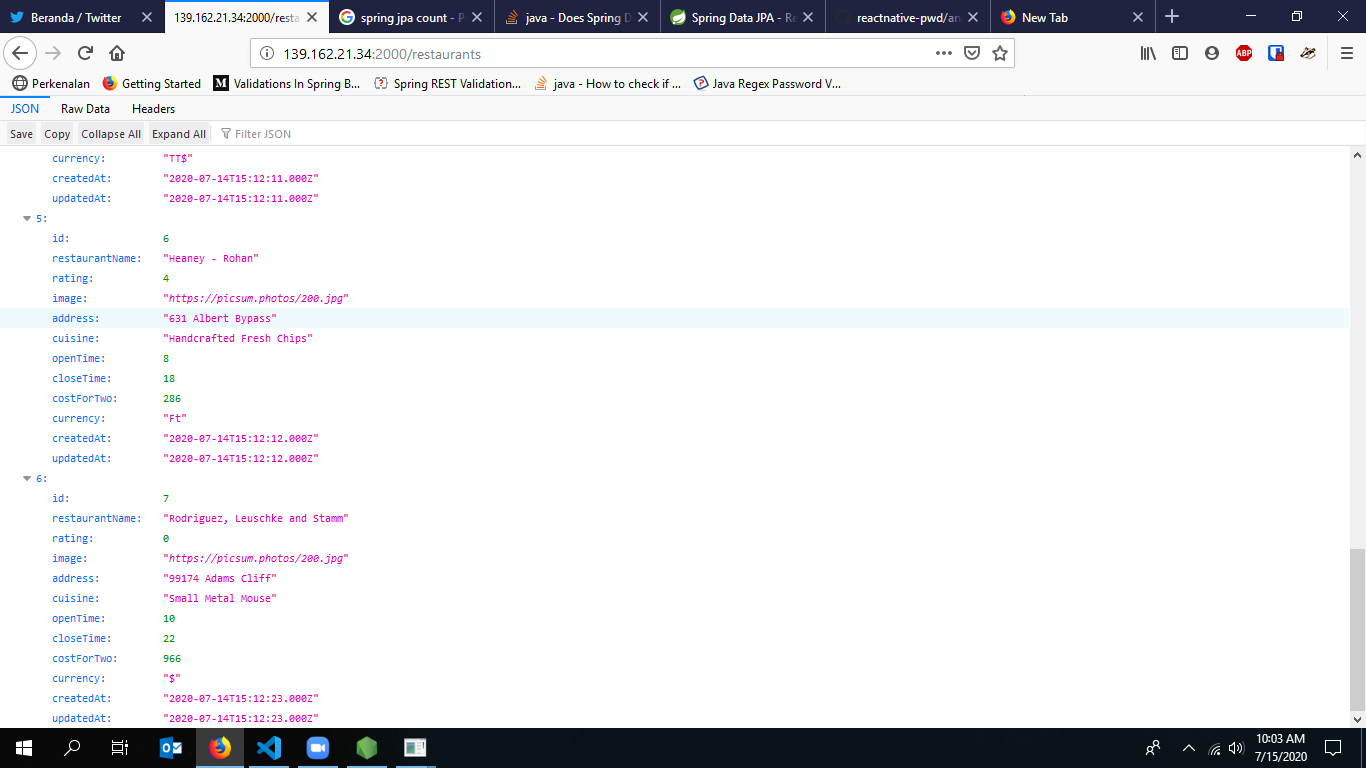 Beranda / Twitter
139.162.21.34:2000/resta
spring jpa count - P
java - Does Spring D
Spring Data JPA - Re
reactnative-pwd/an
New Tab
139.162.21.34:2000/restaurants
Perkenalan
Getting Started
Validations In Spring B...
Spring REST Validation...
java - How to check if ...
Java Regex Password V...
JSON
Raw Data
Headers
Save
Copy
Collapse All
Expand All
Filter JSON
currency: "TT$"
createdAt: "2020-07-14T15:12:11.000Z"
updatedAt: "2020-07-14T15:12:11.000Z"
5:
id: 6
restaurantName: "Heaney - Rohan"
rating: 4
image: "https://picsum.photos/200.jpg"
address: "631 Albert Bypass"
cuisine: "Handcrafted Fresh Chips"
openTime: 8
closeTime: 18
costForTwo: 286
currency: "Ft"
createdAt: "2020-07-14T15:12:12.000Z"
updatedAt: "2020-07-14T15:12:12.000Z"
6:
id: 7
restaurantName: "Rodriguez, Leuschke and Stamm"
rating: 0
image: "https://picsum.photos/200.jpg"
address: "99174 Adams Cliff"
cuisine: "Small Metal Mouse"
openTime: 10
closeTime: 22
costForTwo: 966
currency: "$"
createdAt: "2020-07-14T15:12:23.000Z"
updatedAt: "2020-07-14T15:12:23.000Z"
10:03 AM
7/15/2020
ABP